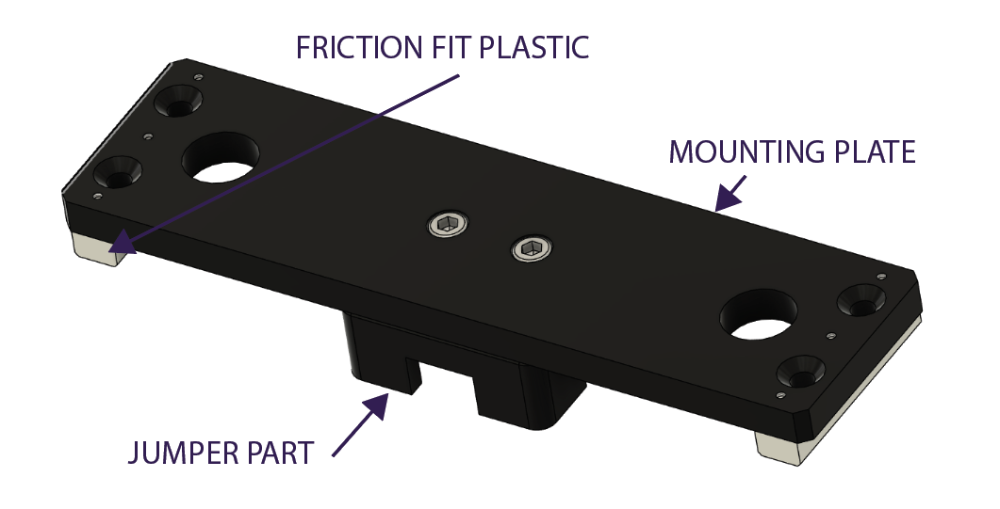 FRICTION FIT PLASTIC
MOUNTING PLATE
JUMPER PART